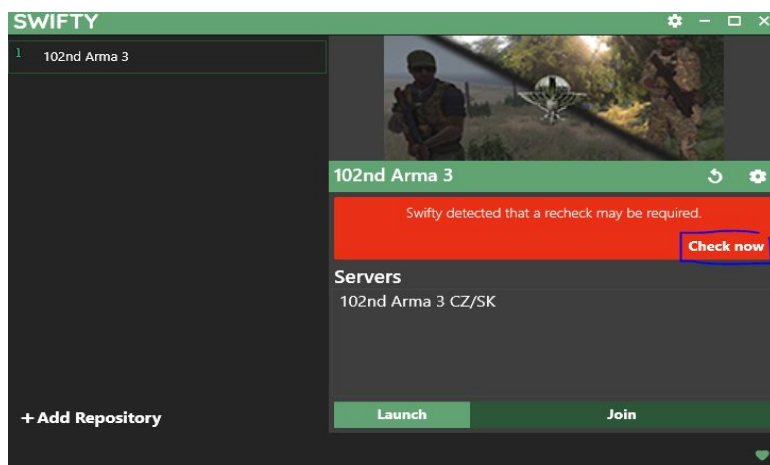 SWIFTY
1 102nd Arma 3
102nd Arma 3
Swifty detected that a recheck may be required.
Check now
Servers
102nd Arma 3 CZ/SK
+Add Repository
Launch
Join